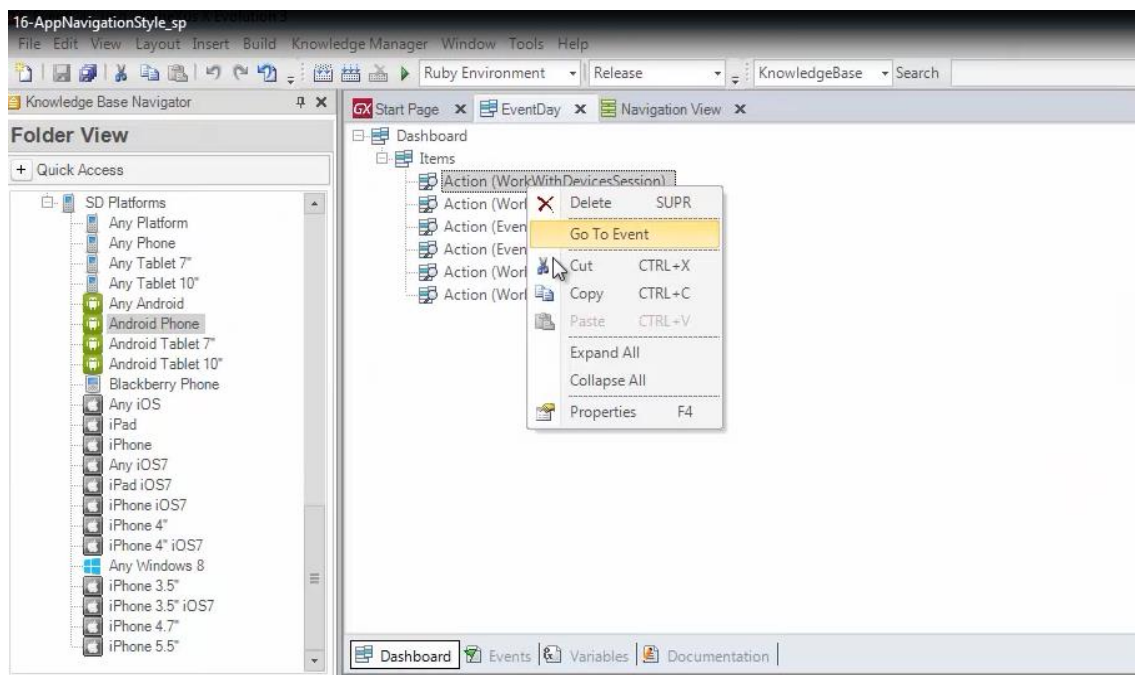 16-AppNavigationStyle_sp
File Edit View Layout Insert Build Knowledge Manager Window Tools Help
Ruby Environment Release KnowledgeBase Search
Knowledge Base Navigator
GX Start Page EventDay Navigation View
Folder View
+ Quick Access
SD Platforms
Any Platform
Any Phone
Any Tablet 7"
Any Tablet 10"
Any Android
Android Phone
Android Tablet 7"
Android Tablet 10"
Blackberry Phone
Any iOS
iPad
iPhone
Any iOS7
iPad iOS7
iPhone iOS7
iPhone 4"
iPhone 4" iOS7
Any Windows 8
iPhone 3.5"
iPhone 3.5" iOS7
iPhone 4.7"
iPhone 5.5"
Dashboard
Items
Action (WorkWithDevicesSession)
Action (Wor
Action (Even
Action (Even
Action (Wor
Action (Wor
Delete SUPR
Go To Event
Cut CTRL+X
Copy CTRL+C
Paste CTRL+V
Expand All
Collapse All
Properties F4
Dashboard Events Variables Documentation